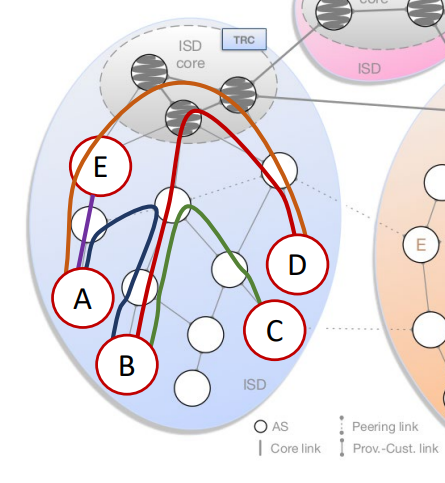 core
TRC
ISD
core
ISD
E
A
B
C
D
E
ISD
AS
Peering link
Core link
Prov.-Cust. link